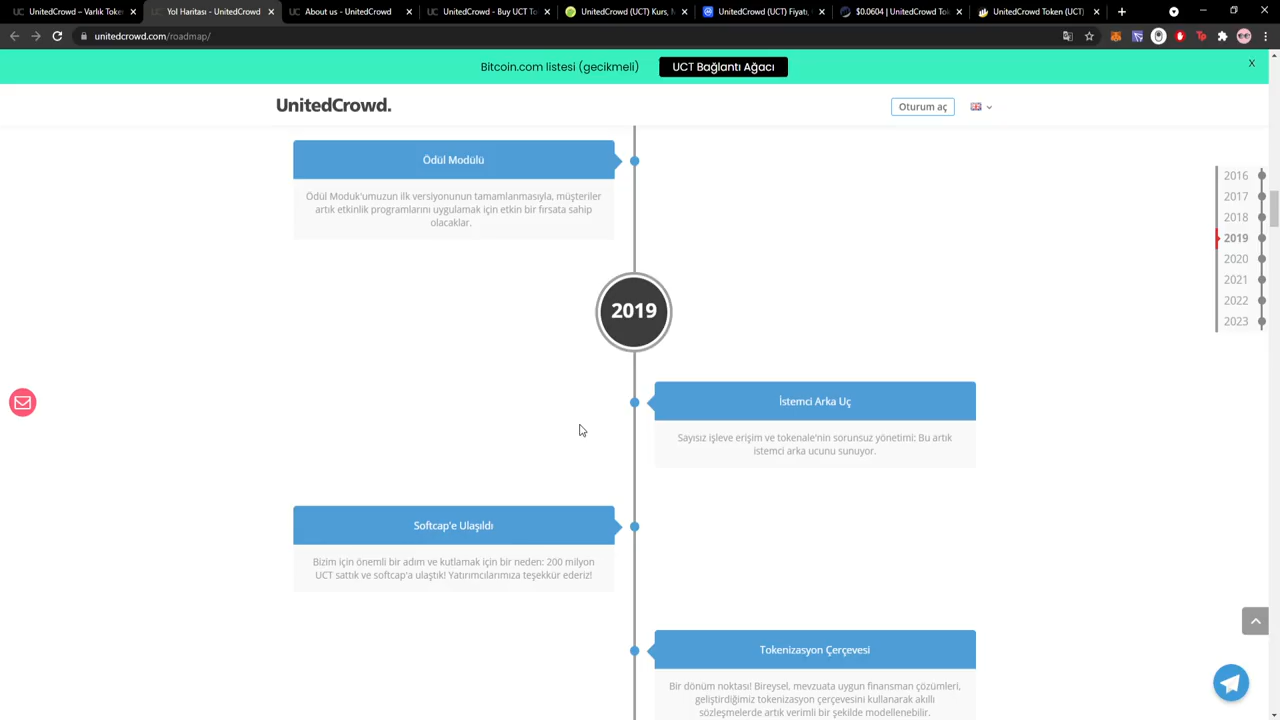 UnitedCrowd (UCT) - Varlık Token
Yol Haritası - UnitedCrowd
About us - UnitedCrowd
UnitedCrowd - Buy UCT Token
UnitedCrowd (UCT) Kurs, M
UnitedCrowd (UCT) Fiyatı,
$0.0604 | UnitedCrowd Tok
UnitedCrowd Token (UCT)
unitedcrowd.com/roadmap/
Bitcoin.com listesi (gecikmeli)
UCT Bağlantı Ağacı
X
UnitedCrowd.
Oturum aç
Ödül Modülü
Ödül Moduk'umuzun ilk versiyonunun tamamlanmasıyla, müşteriler
artık etkinlik programlarını uygulamak için etkin bir fırsata sahip
olacaklar.
2016
2017
2018
2019
2020
2021
2022
2023
2019
İstemci Arka Uç
Sayısız işleve erişim ve tokenale'nin sorunsuz yönetimi: Bu artık
istemci arka ucunu sunuyor.
Softcap'e Ulaşıldı
Bizim için önemli bir adım ve kutlamak için bir neden: 200 milyon
UCT sattık ve softcap'a ulaştık! Yatırımcılarımıza teşekkür ederiz!
Tokenizasyon Çerçevesi
Bir dönüm noktası! Bireysel, mevzuata uygun finansman çözümleri,
geliştirdiğimiz tokenizasyon çerçevesini kullanarak akıllı
sözleşmelerde artık verimli bir şekilde modellenebilir.